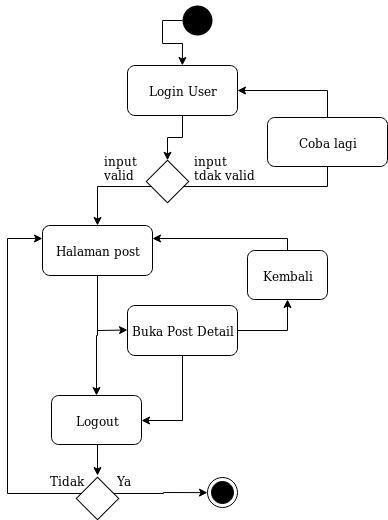 Login User
Coba lagi
input
valid
input
tdak valid
Halaman post
Kembali
Buka Post Detail
Logout
Tidak
Ya